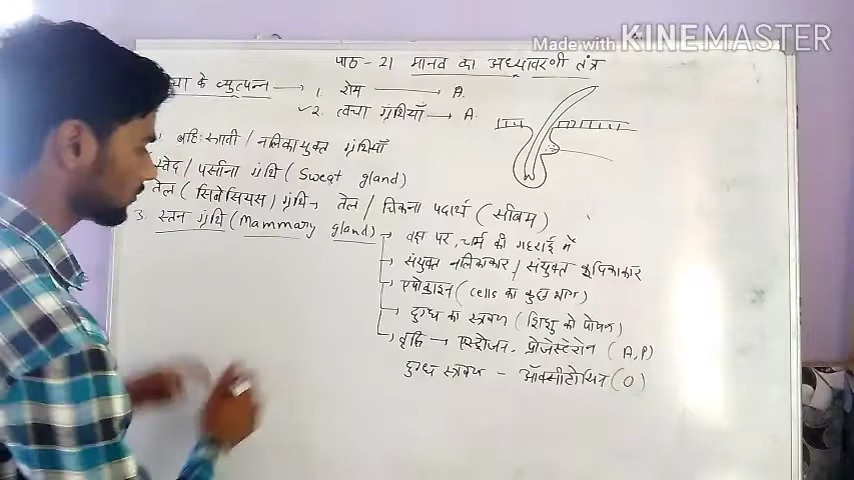 Made with KINEMASTER
पाठ - 21 मानव का अध्यावरणी तंत्र
के व्युत्पन्न → 1. रोम → A.
✓2. त्वचा ग्रंथियाँ → A.
बहिःस्त्रावी / नलिकायुक्त ग्रंथियाँ
स्वेद / पसीना ग्रंथि (Sweat gland)
तेल (सिबेसियस) ग्रंथि → तेल / चिकना पदार्थ (सीबम)
3. स्तन ग्रंथि (Mammary gland) → वक्ष पर, चर्म की गहराई में
→ संयुक्त नलिकाकार / संयुक्त कूपिकाकार
→ एपोक्राइन (cells का कुछ भाग)
→ दुग्ध का स्त्रवण (शिशु को पोषण)
→ वृद्धि → एस्ट्रोजन, प्रोजेस्टेरोन (A, P)
दुग्ध स्त्रवण - ऑक्सीटोसिन (O)